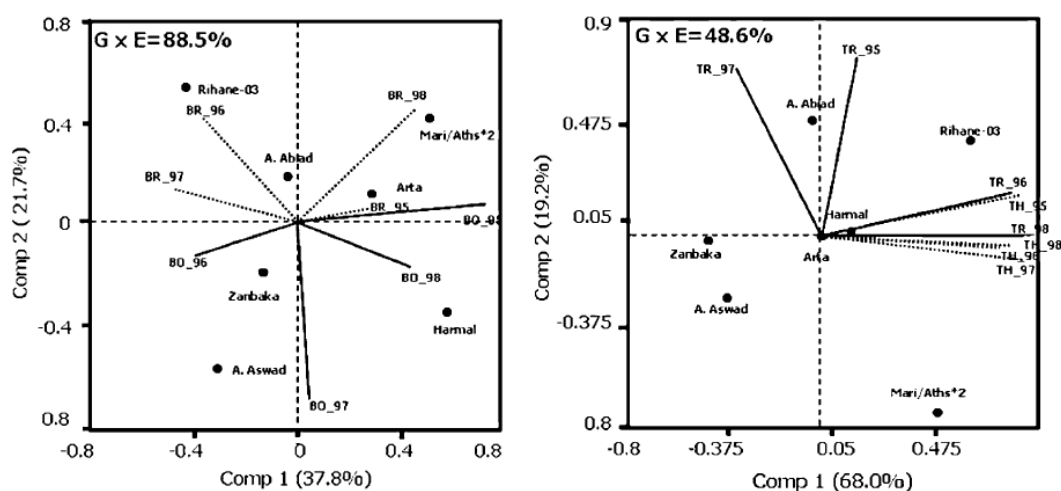 G x E=88.5%
0.8
0.4
0
-0.4
0.8
-0.8
-0.4
0
0.4
0.8
Comp 2 ( 21.7%)
Comp 1 (37.8%)
Rihane-03
BR_96
BR_98
Mari/Aths*2
A. Abiad
BR_97
Arta
BR_95
BO_96
BO_98
Zanbaka
Harmal
A. Aswad
BO_97
G x E=48.6%
0.9
0.475
0.05
-0.375
0.8
-0.8
-0.375
0.05
0.475
Comp 2 (19.2%)
Comp 1 (68.0%)
TR_95
TR_97
A. Abiad
Rihane-03
TR_96
TH_95
Harmal
TR_98
Zanbaka
Arta
TH_98
TH_97
A. Aswad
Mari/Aths*2